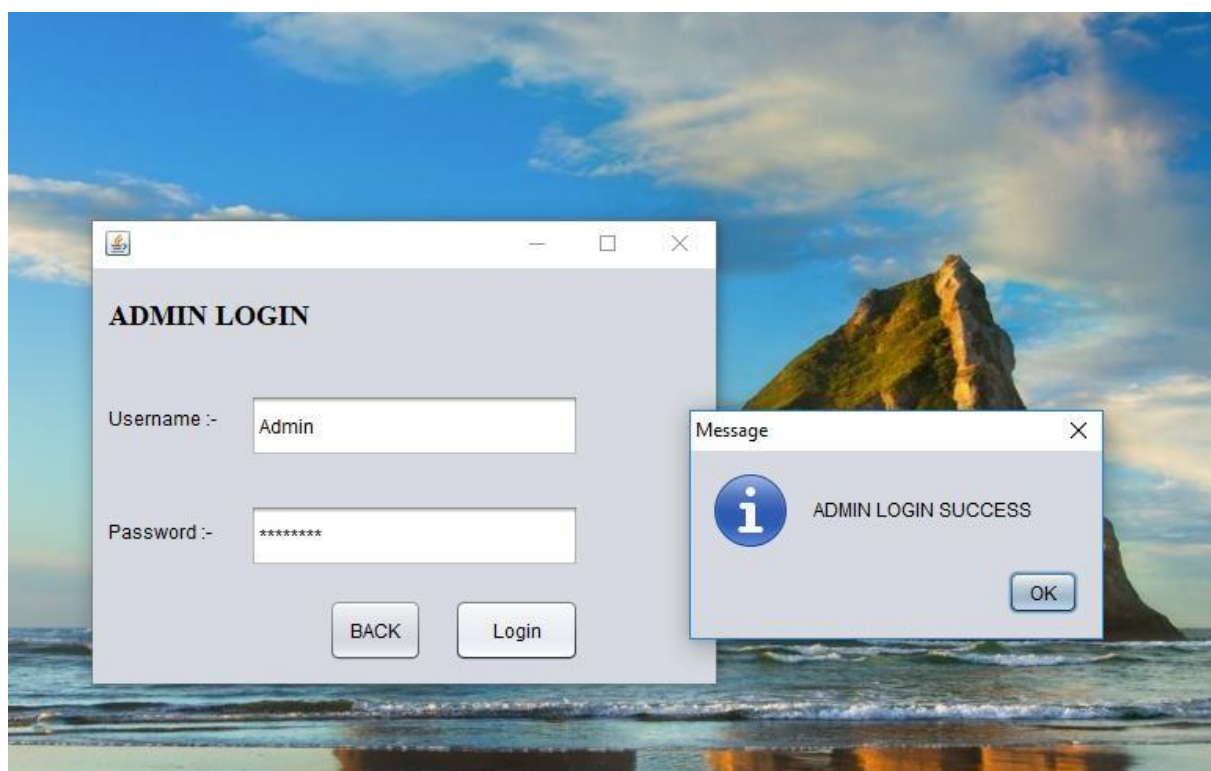 ADMIN LOGIN
Username :-
Admin
Password :-
********
BACK
Login
Message
ADMIN LOGIN SUCCESS
OK